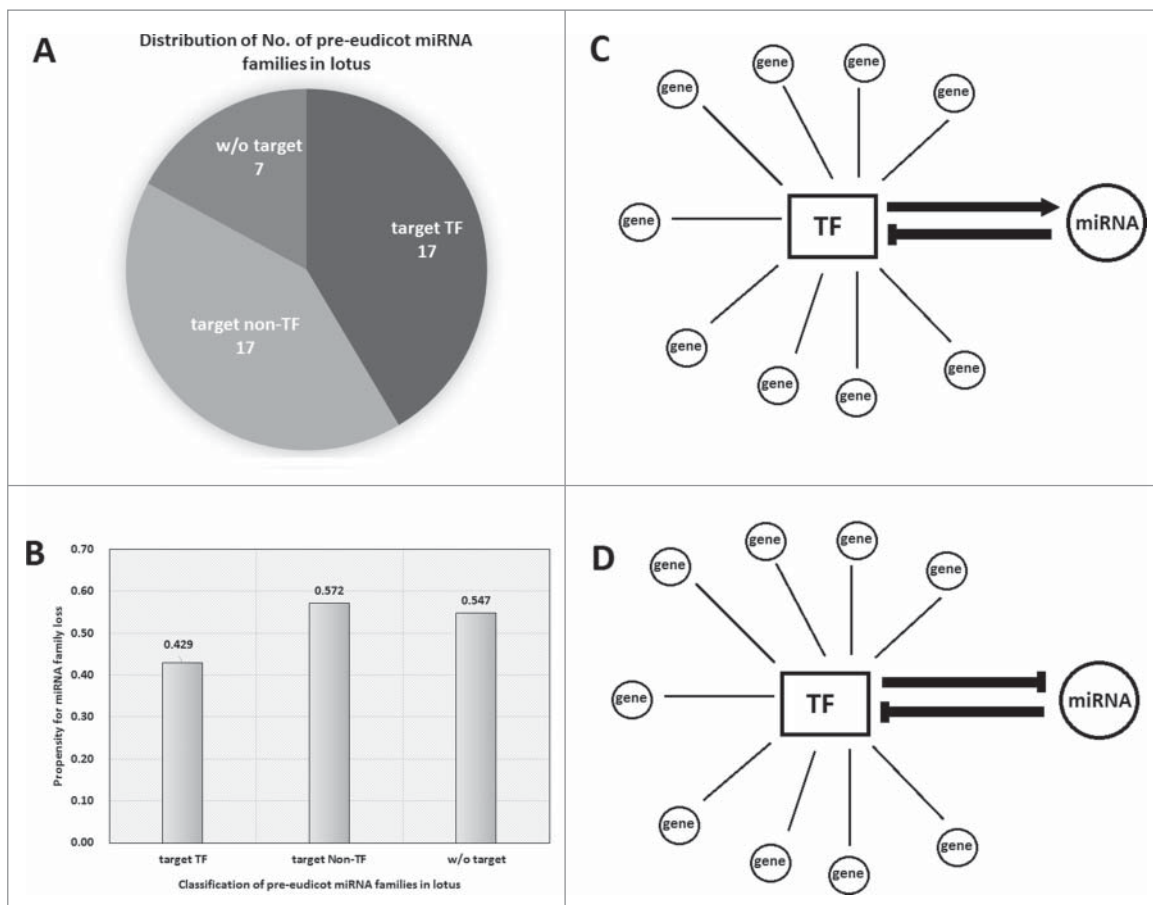 A
Distribution of No. of pre-eudicot miRNA
families in lotus
w/o target
7
target TF
17
target non-TF
17
B
0.70
0.60
0.50
0.40
0.30
0.20
0.10
0.00
Propensity for miRNA family loss
0.429
0.572
0.547
target TF
target Non-TF
w/o target
Classification of pre-eudicot miRNA families in lotus
C
gene
gene
gene
gene
gene
TF
miRNA
gene
gene
gene
gene
D
gene
gene
gene
gene
gene
TF
miRNA
gene
gene
gene
gene